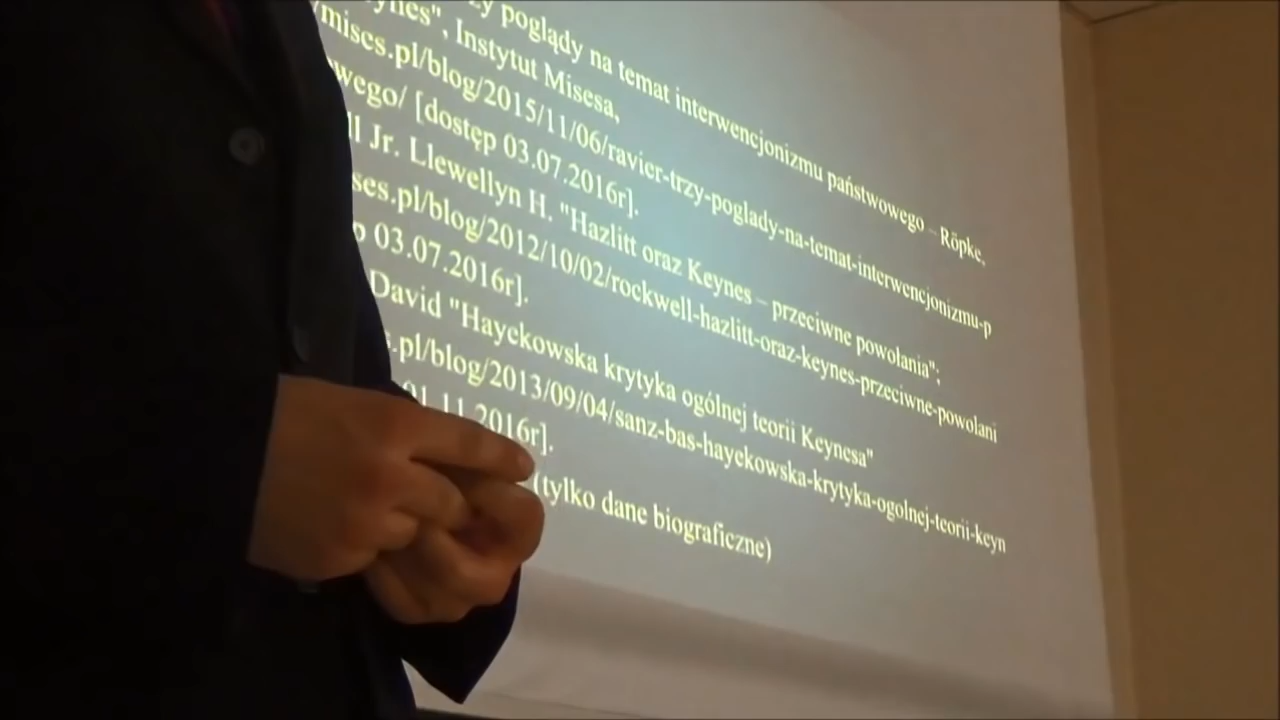 poglądy na temat interwencjonizmu państwowego – Röpke,
Instytut Misesa,
/mises.pl/blog/2015/11/06/ravier-trzy-poglady-na-temat-interwencjonizmu-p
wego/ [dostęp 03.07.2016r].
ll Jr. Llewellyn H. "Hazlitt oraz Keynes – przeciwne powołania";
ses.pl/blog/2012/10/02/rockwell-hazlitt-oraz-keynes-przeciwne-powolani
p 03.07.2016r].
David "Hayekowska krytyka ogólnej teorii Keynesa"
s.pl/blog/2013/09/04/sanz-bas-hayekowska-krytyka-ogolnej-teorii-keyn
01.11.2016r].
(tylko dane biograficzne)